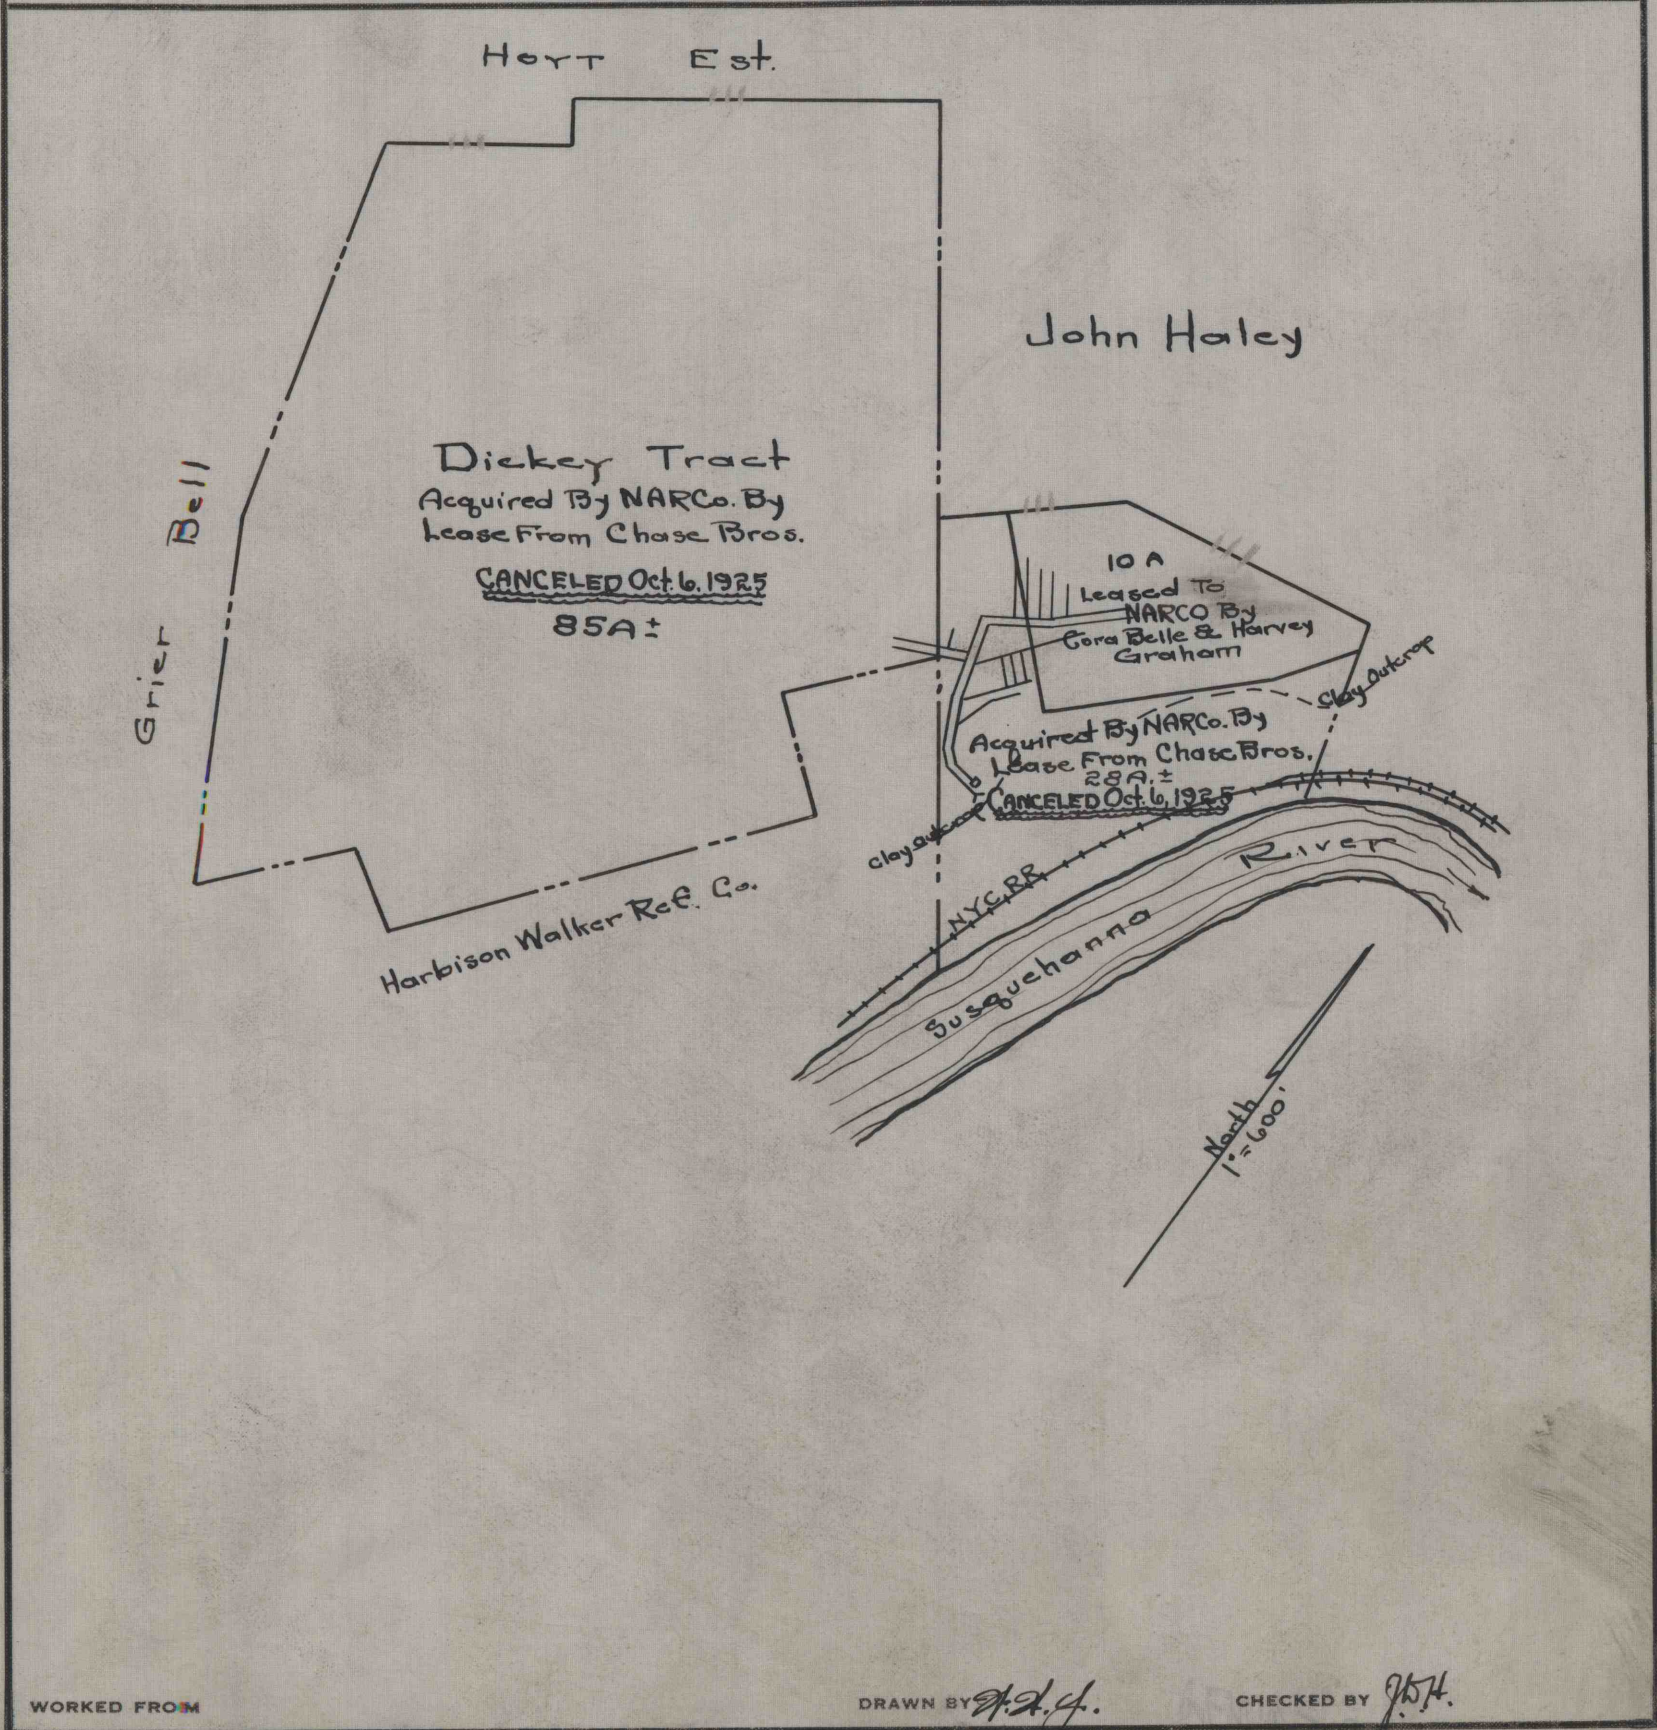 Hoyt Est.
John Haley
Grier Bell
Dickey Tract
Acquired By NARCo. By
Lease From Chase Bros.
CANCELED Oct. 6, 1925
85A±
10 A
Leased To
NARCO By
Cora Belle & Harvey
Graham
Clay Outcrop
Acquired By NARCo. By
Lease From Chase Bros.
28A.±
CANCELED Oct. 6, 1925
Clay Outcrop
N.Y.C. RR
Susquehanna River
Harbison Walker Ref. Co.
North
1"=600'
WORKED FROM
DRAWN BY
CHECKED BY J.D.H.